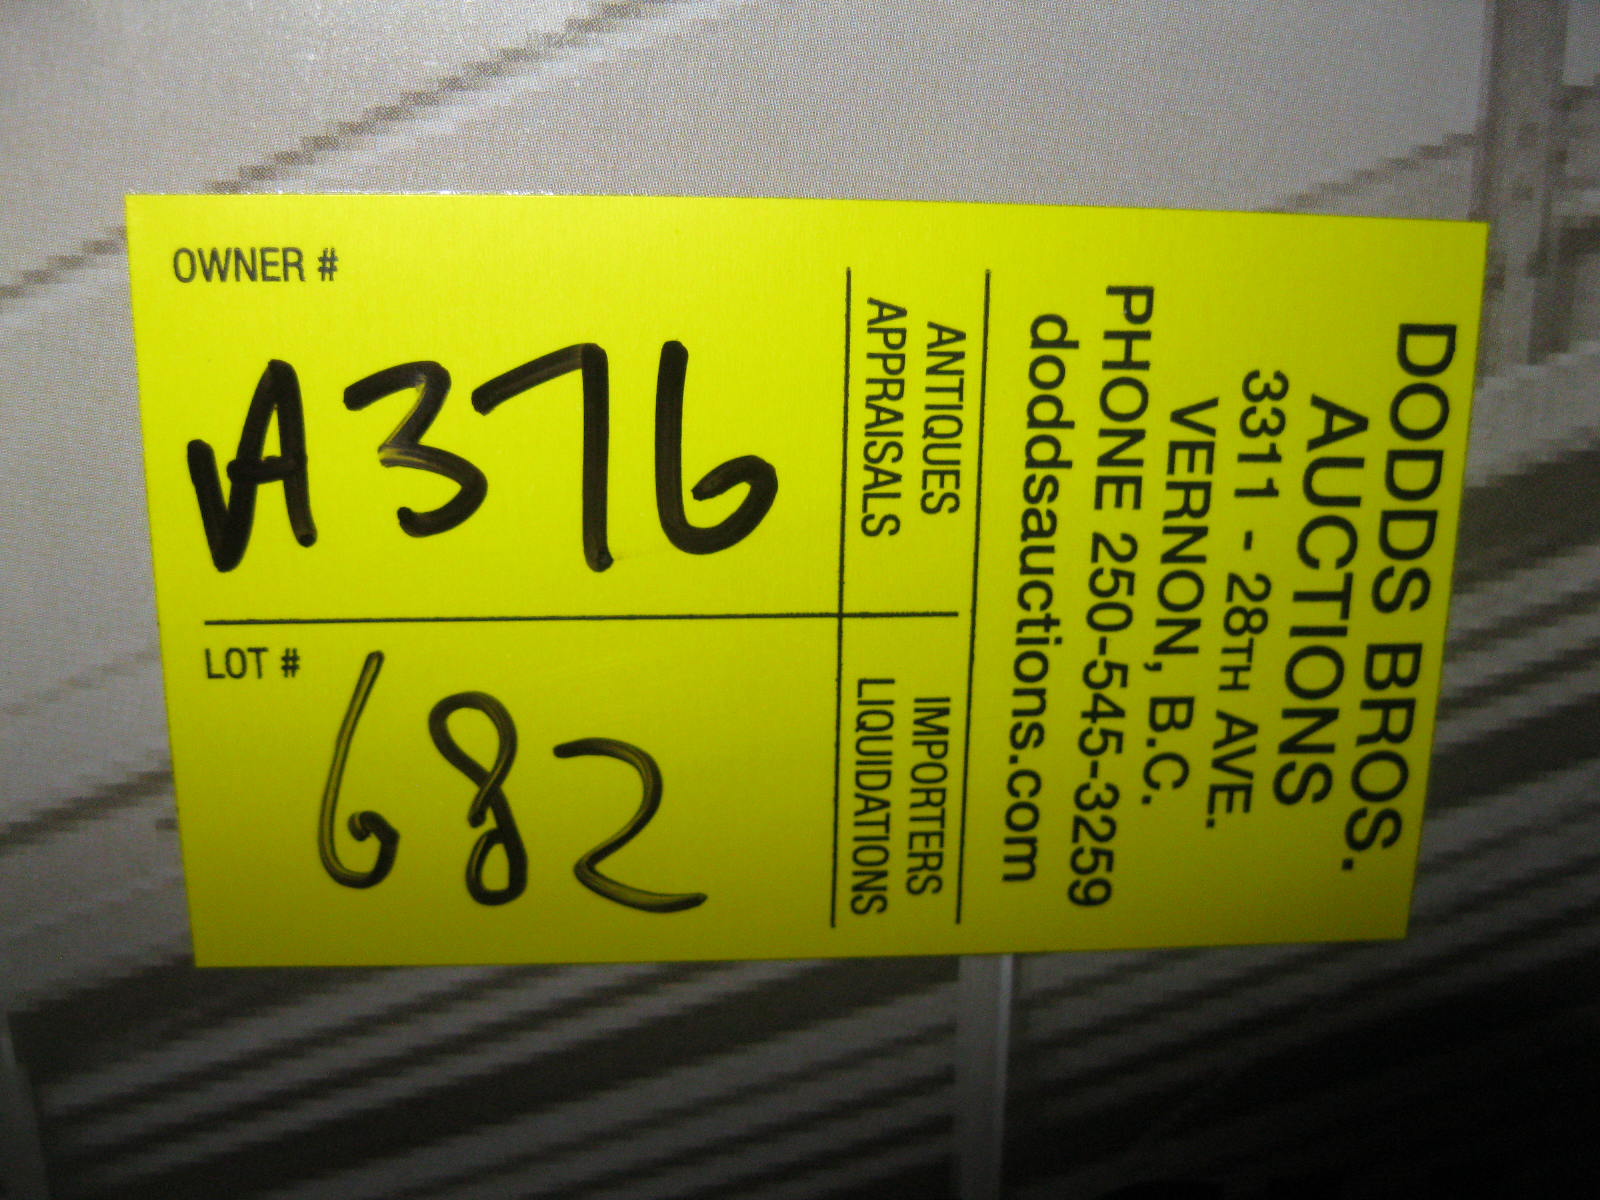 DODDS BROS.
AUCTIONS
3311 - 28TH AVE.
VERNON, B.C.
PHONE 250-545-3259
doddsauctions.com
ANTIQUES
APPRAISALS
IMPORTERS
LIQUIDATIONS
OWNER #
A376
LOT #
682